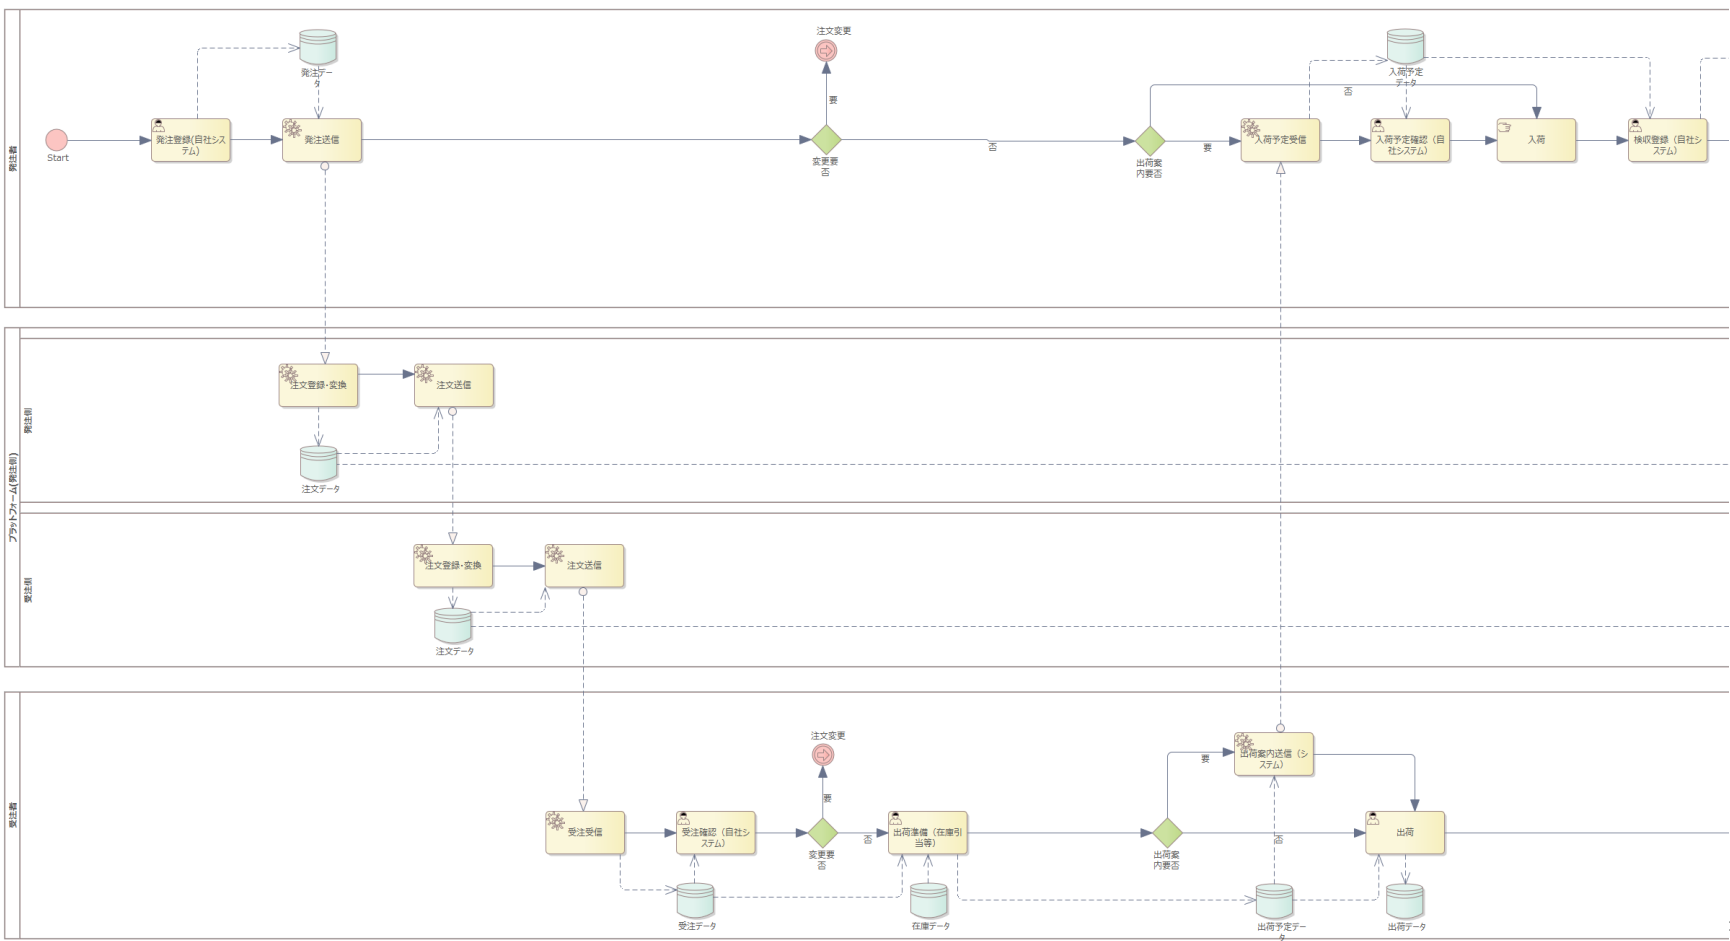 発注者
Start
発注登録(自社シス
テム)
発注デー
タ
発注送信
注文変更
要
変更要
否
否
出荷案
内要否
要
否
入荷予定受信
入荷予定
データ
入荷予定確認（自
社システム）
入荷
検収登録（自社シ
ステム）
プラットフォーム(発注側)
発注側
注文登録・変換
注文送信
注文データ
受注側
注文登録・変換
注文送信
注文データ
受注者
受注受信
受注確認（自社シ
ステム）
受注データ
注文変更
要
変更要
否
否
出荷準備（在庫引
当等）
在庫データ
出荷案
内要否
要
否
出荷案内送信（シ
ステム）
出荷予定デー
タ
出荷
出荷データ